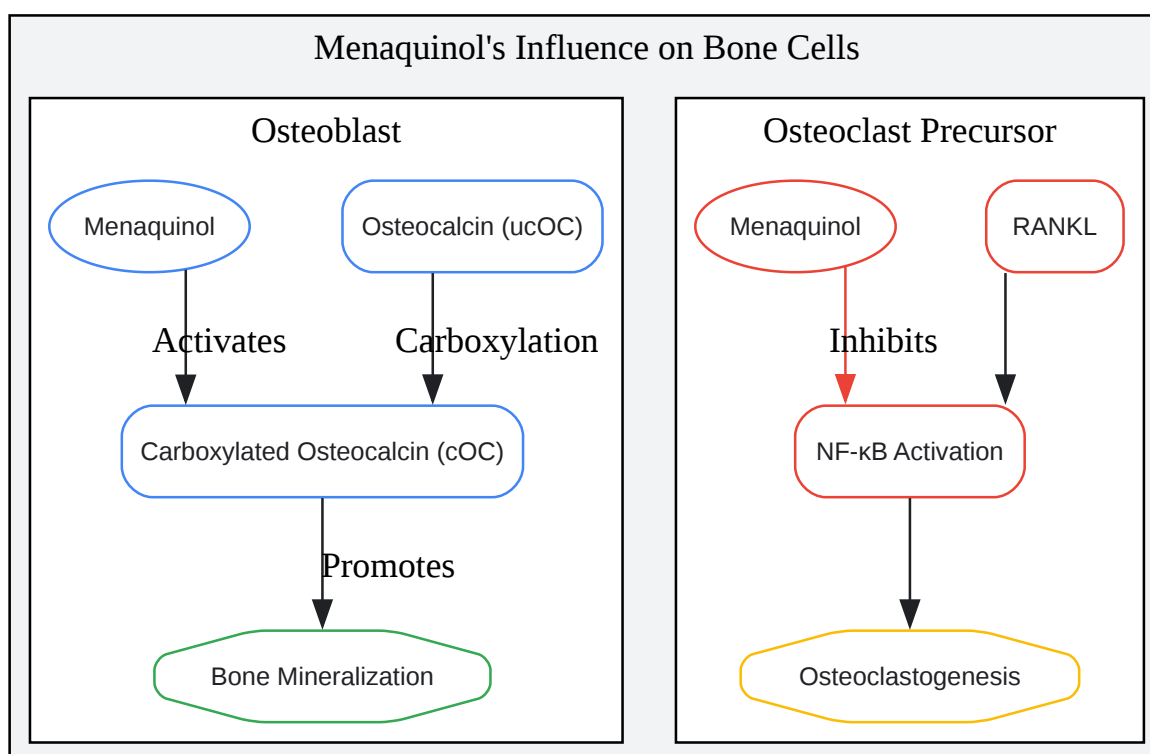 Menaquinol's Influence on Bone Cells
Osteoblast
Menaquinol
Osteocalcin (ucOC)
Activates
Carboxylation
Carboxylated Osteocalcin (cOC)
Promotes
Bone Mineralization
Osteoclast Precursor
Menaquinol
RANKL
Inhibits
NF-κB Activation
Osteoclastogenesis